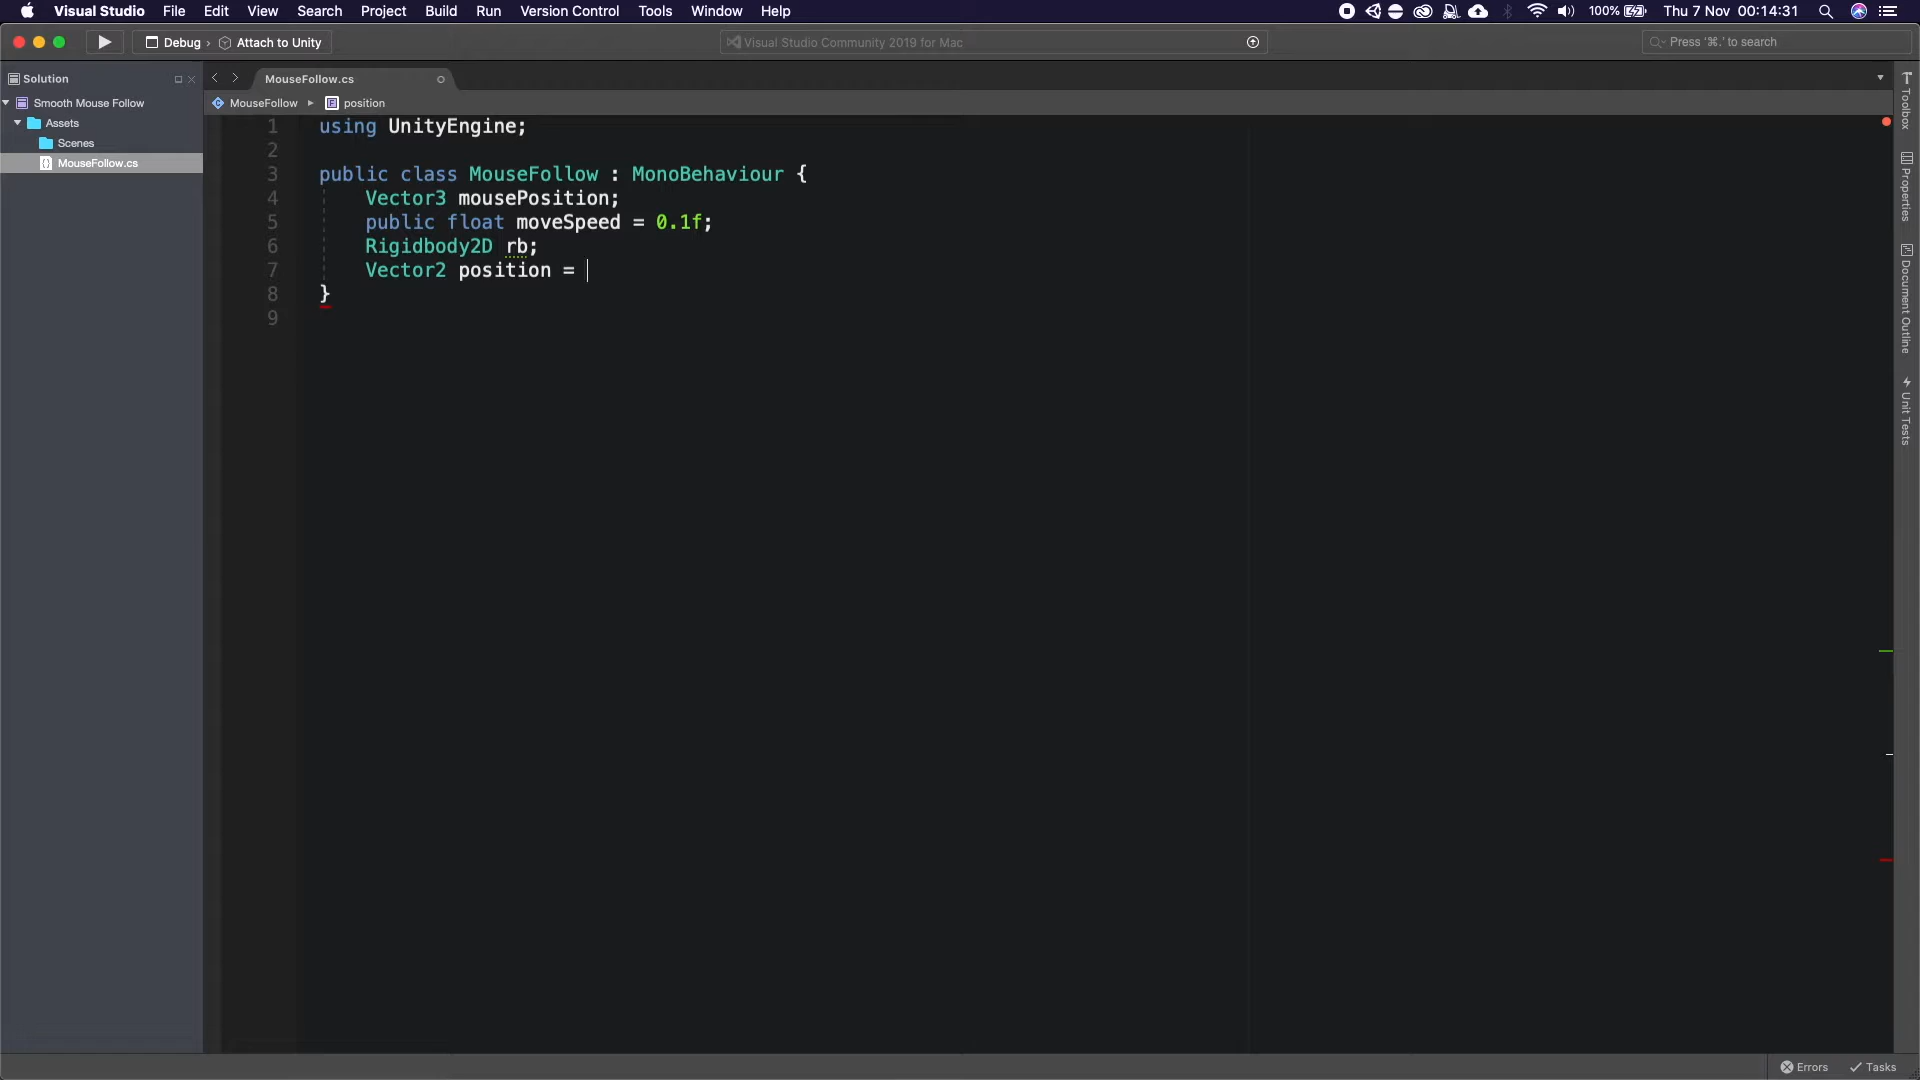 Visual Studio File Edit View Search Project Build Run Version Control Tools Window Help 100% Thu 7 Nov 00:14:31
Debug › Attach to Unity Visual Studio Community 2019 for Mac Press '⌘.' to search
Solution MouseFollow.cs
Smooth Mouse Follow MouseFollow position
Assets
Scenes
MouseFollow.cs
1 using UnityEngine;
2
3 public class MouseFollow : MonoBehaviour {
4 Vector3 mousePosition;
5 public float moveSpeed = 0.1f;
6 Rigidbody2D rb;
7 Vector2 position =
8 }
9
Toolbox
Properties
Document Outline
Unit Tests
Errors Tasks